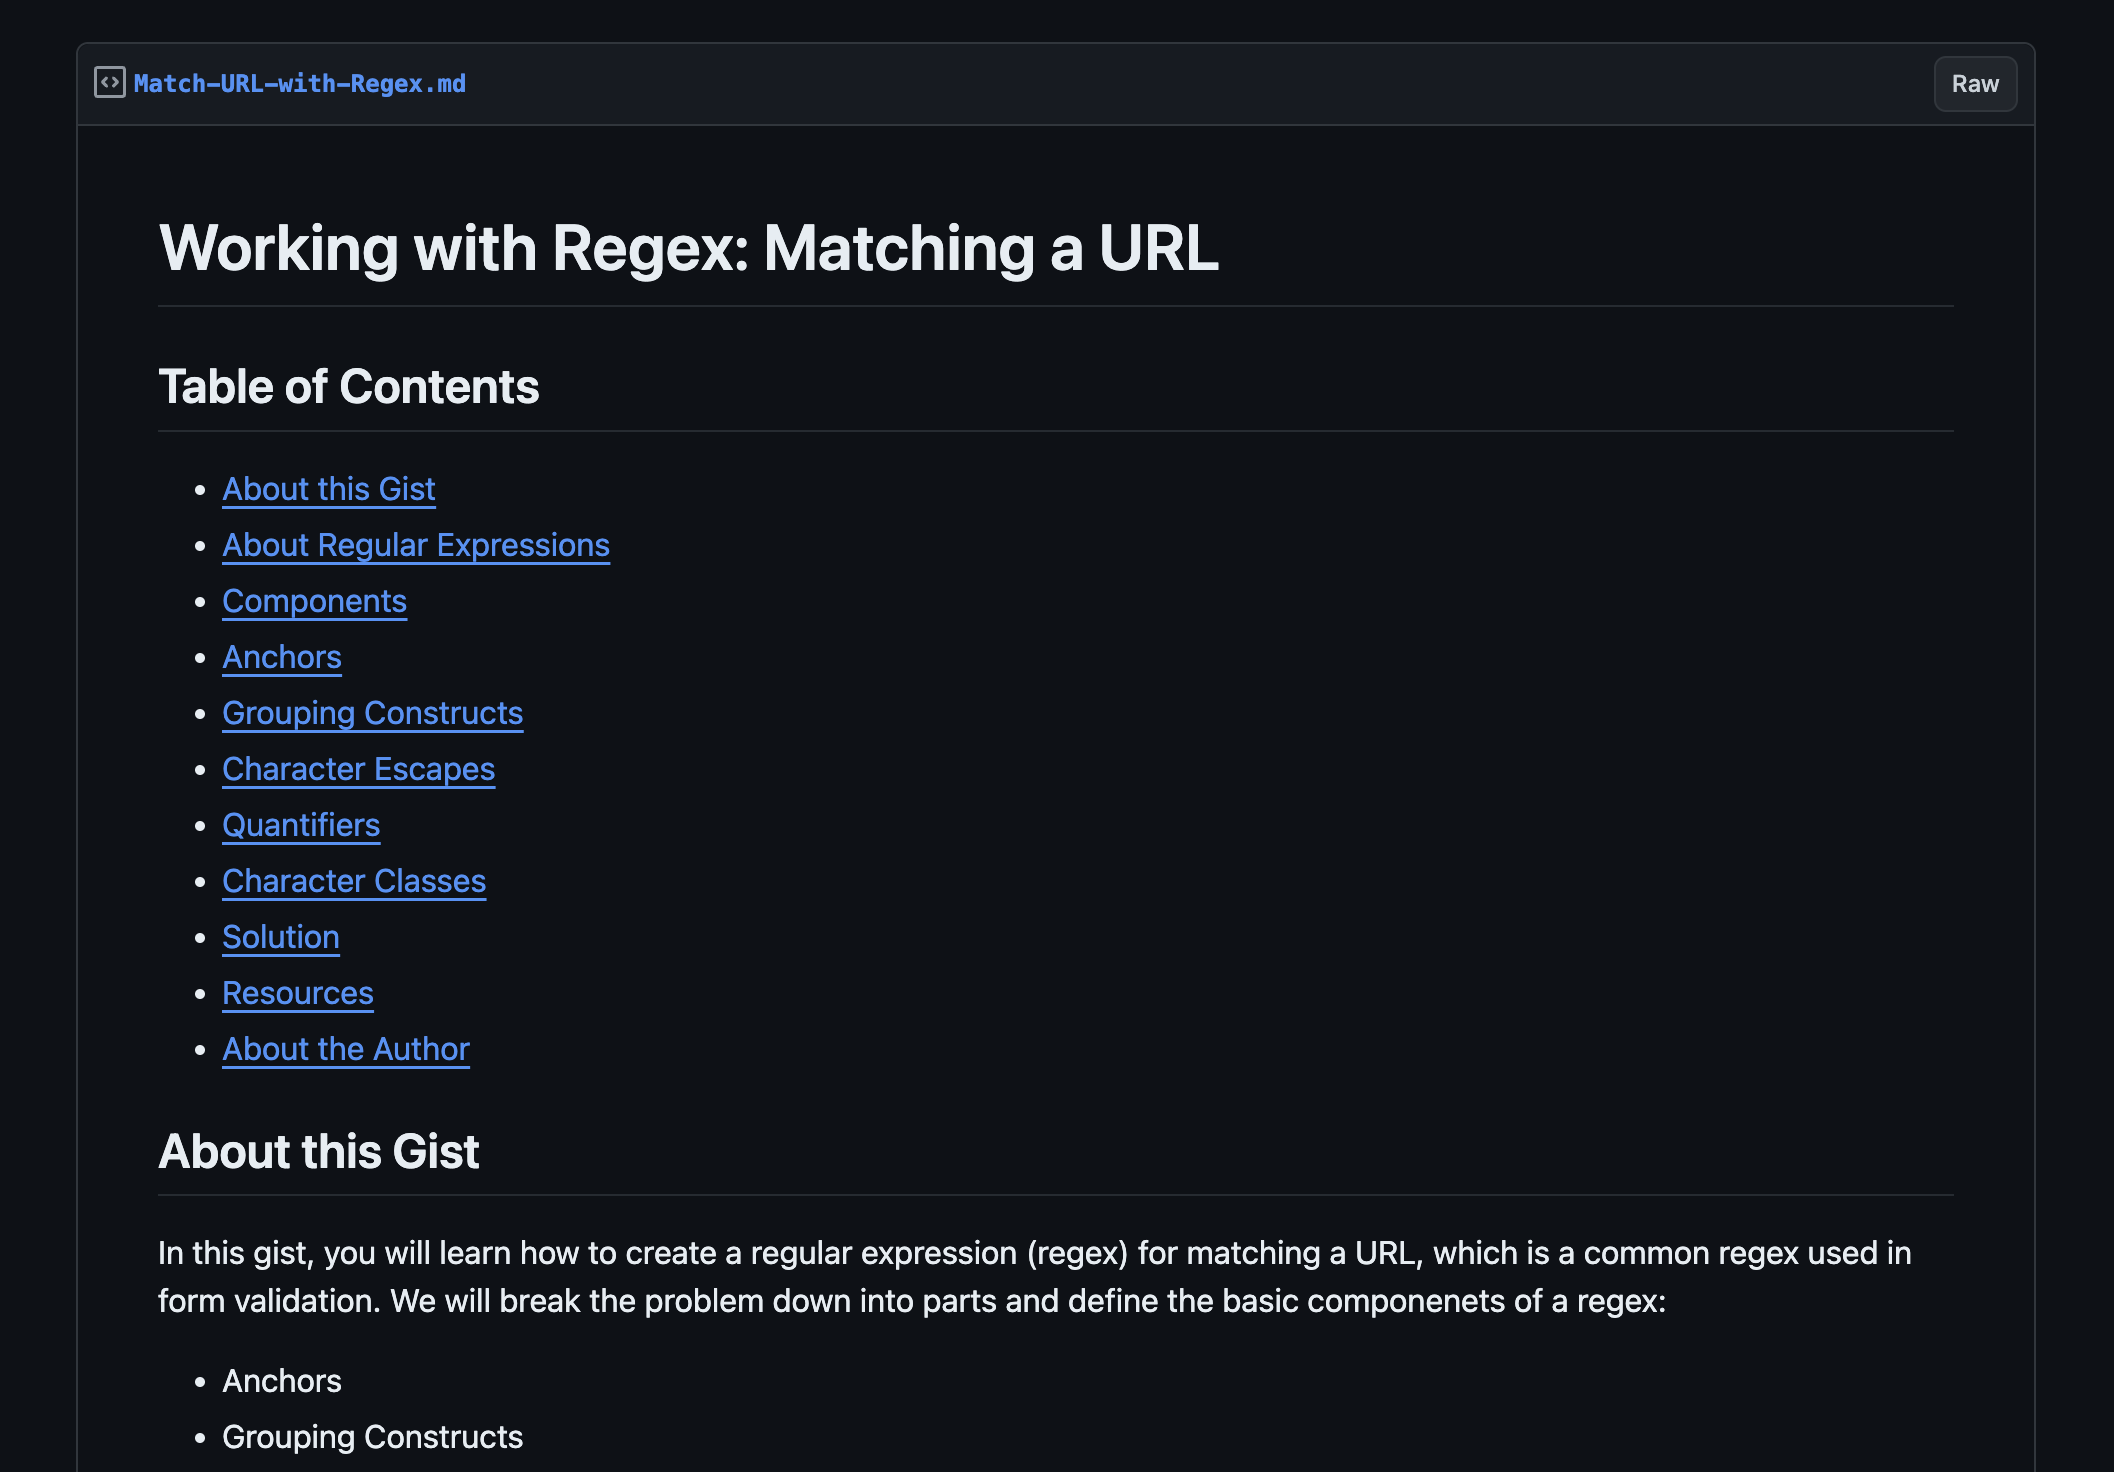 Match-URL-with-Regex.md
Raw
Working with Regex: Matching a URL
Table of Contents
• About this Gist
• About Regular Expressions
• Components
• Anchors
• Grouping Constructs
• Character Escapes
• Quantifiers
• Character Classes
• Solution
• Resources
• About the Author
About this Gist
In this gist, you will learn how to create a regular expression (regex) for matching a URL, which is a common regex used in
form validation. We will break the problem down into parts and define the basic componenets of a regex:
• Anchors
• Grouping Constructs